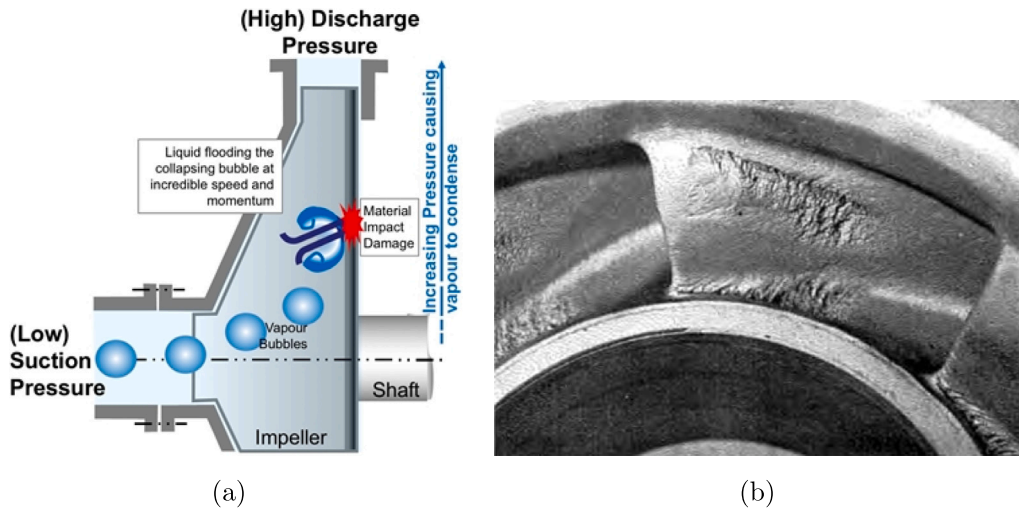 (High) Discharge
Pressure
Liquid flooding the
collapsing bubble at
incredible speed and
momentum
Material
Impact
Damage
Increasing Pressure causing
vapour to condense
(Low)
Suction
Pressure
Vapour
Bubbles
Shaft
Impeller
(a)
(b)